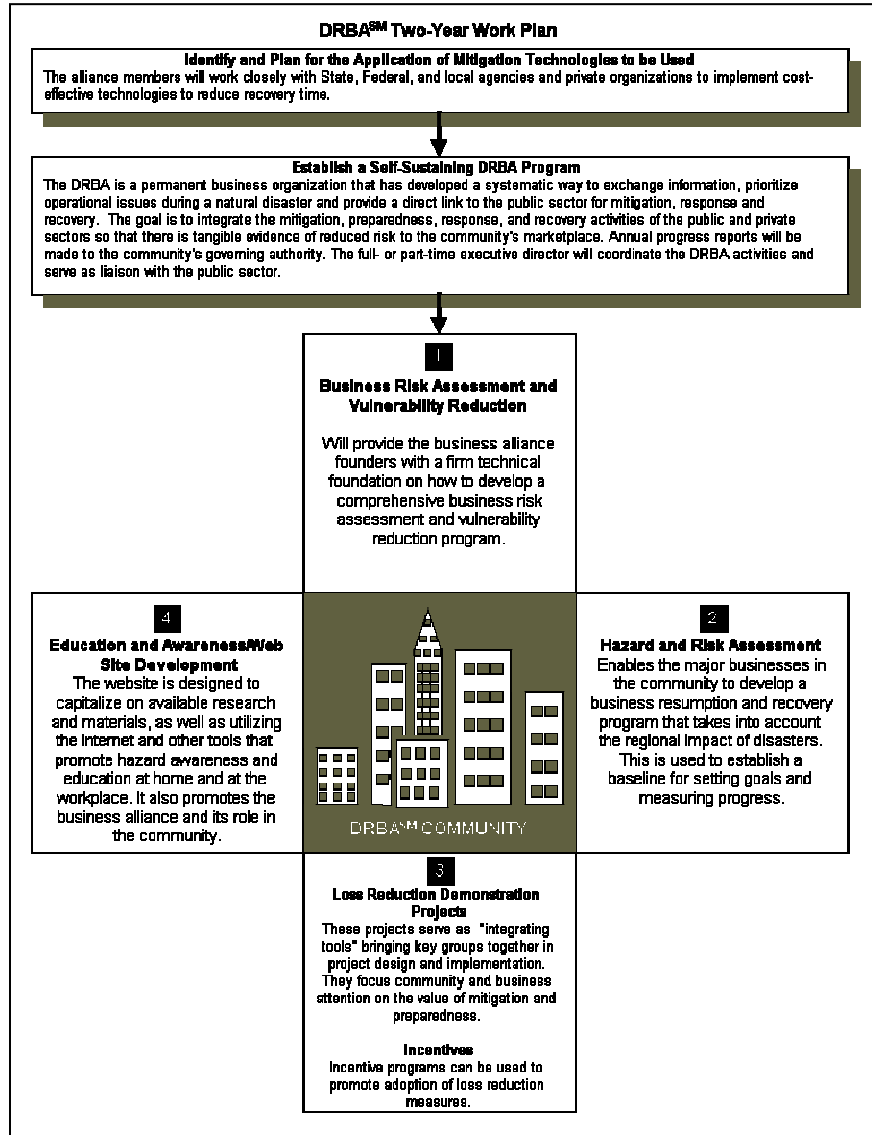 DRBA℠ Two-Year Work Plan
Identify and Plan for the Application of Mitigation Technologies to be Used
The alliance members will work closely with State, Federal, and local agencies and private organizations to implement cost-
effective technologies to reduce recovery time.
Establish a Self-Sustaining DRBA Program
The DRBA is a permanent business organization that has developed a systematic way to exchange information, prioritize
operational issues during a natural disaster and provide a direct link to the public sector for mitigation, response and
recovery. The goal is to integrate the mitigation, preparedness, response, and recovery activities of the public and private
sectors so that there is tangible evidence of reduced risk to the community's marketplace. Annual progress reports will be
made to the community's governing authority. The full- or part-time executive director will coordinate the DRBA activities and
serve as liaison with the public sector.
1
Business Risk Assessment and
Vulnerability Reduction
Will provide the business alliance
founders with a firm technical
foundation on how to develop a
comprehensive business risk
assessment and vulnerability
reduction program.
4
Education and Awareness/Web
Site Development
The website is designed to
capitalize on available research
and materials, as well as utilizing
the internet and other tools that
promote hazard awareness and
education at home and at the
workplace. It also promotes the
business alliance and its role in
the community.
DRBA℠ COMMUNITY
2
Hazard and Risk Assessment
Enables the major businesses in
the community to develop a
business resumption and recovery
program that takes into account
the regional impact of disasters.
This is used to establish a
baseline for setting goals and
measuring progress.
3
Loss Reduction Demonstration
Projects
These projects serve as "integrating
tools" bringing key groups together in
project design and implementation.
They focus community and business
attention on the value of mitigation and
preparedness.
Incentives
Incentive programs can be used to
promote adoption of loss reduction
measures.